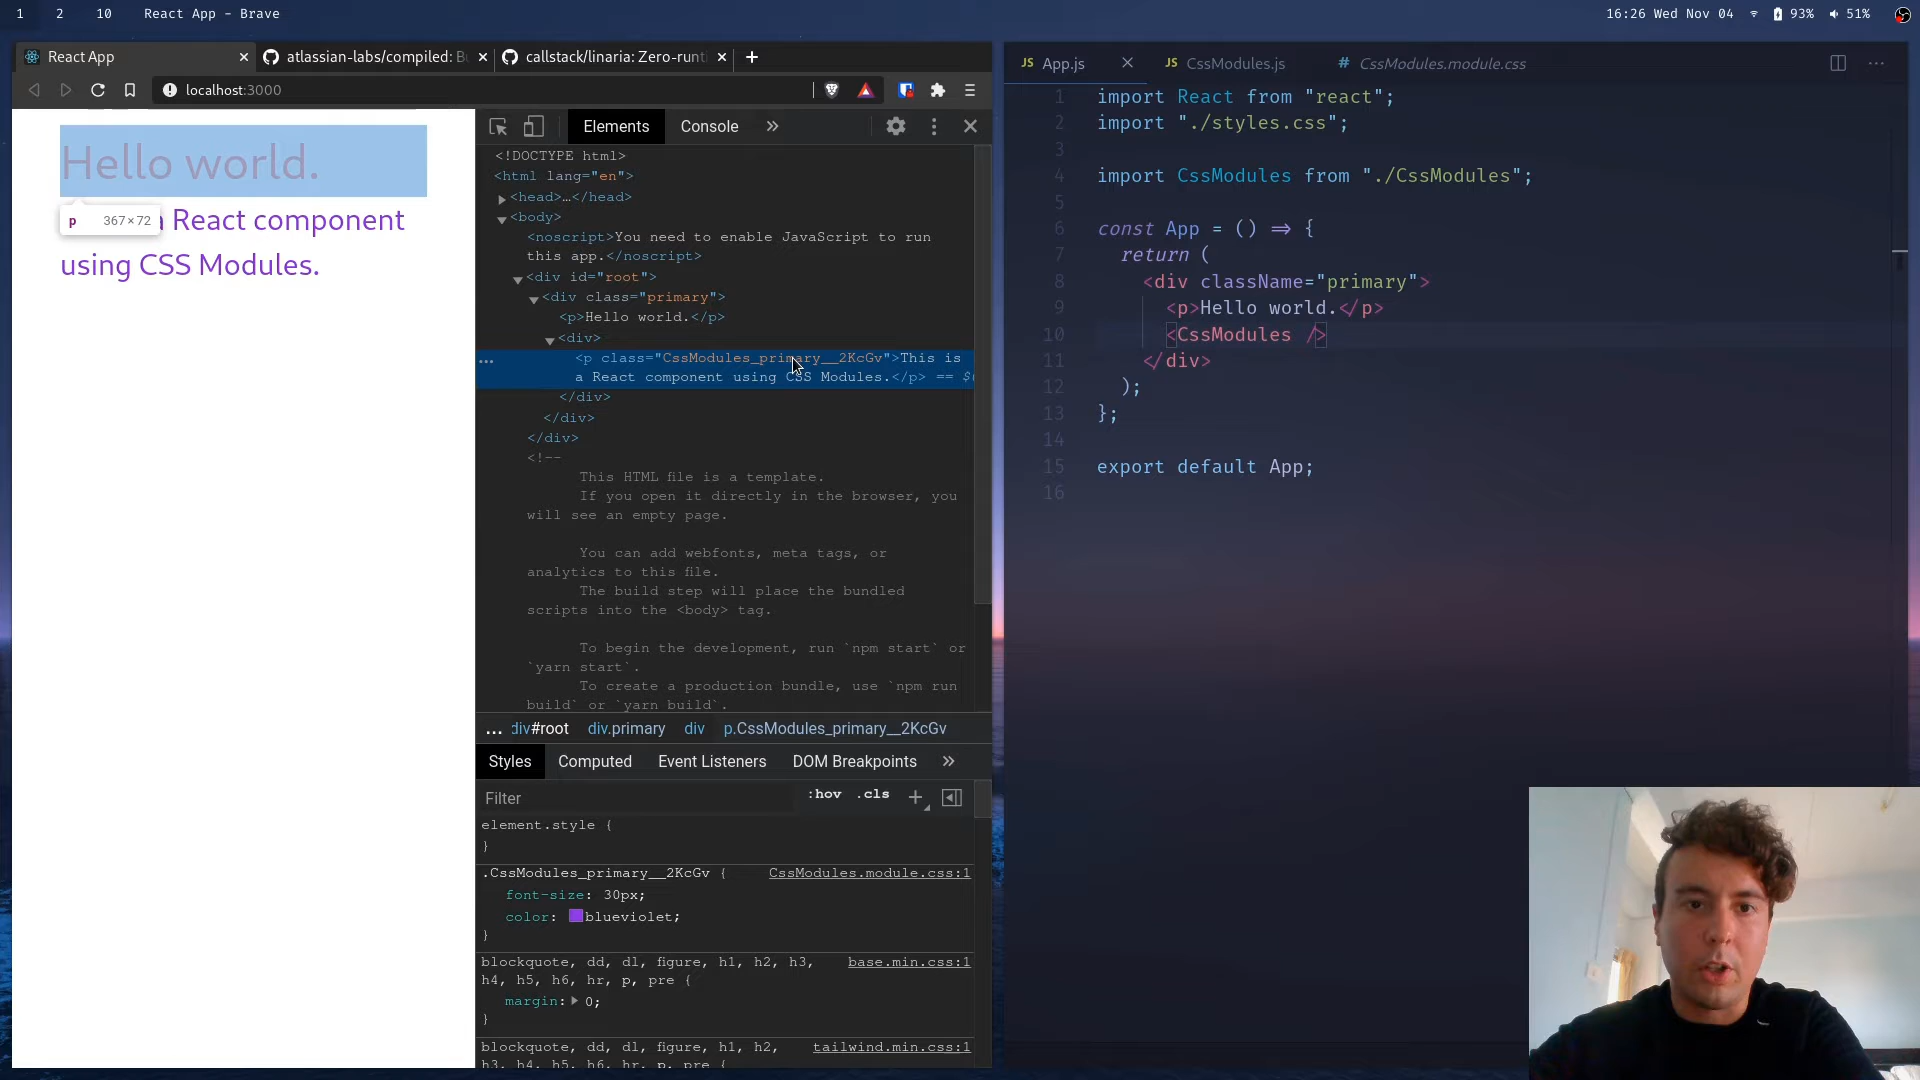 1 2 10 React App - Brave
16:26 Wed Nov 04 93% 51%
React App
atlassian-labs/compiled: B
callstack/linaria: Zero-runt
localhost:3000
Hello world.
p 367×72
React component
using CSS Modules.
Elements Console
<!DOCTYPE html>
<html lang="en">
<head>…</head>
<body>
<noscript>You need to enable JavaScript to run
this app.</noscript>
<div id="root">
<div class="primary">
<p>Hello world.</p>
<div>
<p class="CssModules_primary__2KcGv">This is
a React component using CSS Modules.</p> == $
</div>
</div>
</div>
<!--
This HTML file is a template.
If you open it directly in the browser, you
will see an empty page.
You can add webfonts, meta tags, or
analytics to this file.
The build step will place the bundled
scripts into the <body> tag.
To begin the development, run `npm start` or
`yarn start`.
To create a production bundle, use `npm run
build` or `yarn build`.
... div#root div.primary div p.CssModules_primary__2KcGv
Styles Computed Event Listeners DOM Breakpoints
Filter :hov .cls
element.style {
}
.CssModules_primary__2KcGv { CssModules.module.css:1
font-size: 30px;
color: blueviolet;
}
blockquote, dd, dl, figure, h1, h2, h3, base.min.css:1
h4, h5, h6, hr, p, pre {
margin: 0;
}
blockquote, dd, dl, figure, h1, h2, tailwind.min.css:1
h3, h4, h5, h6, hr, p, pre {
JS App.js
JS CssModules.js
# CssModules.module.css
1 import React from "react";
2 import "./styles.css";
3
4 import CssModules from "./CssModules";
5
6 const App = () => {
7 return (
8 <div className="primary">
9 <p>Hello world.</p>
10 <CssModules />
11 </div>
12 );
13 };
14
15 export default App;
16